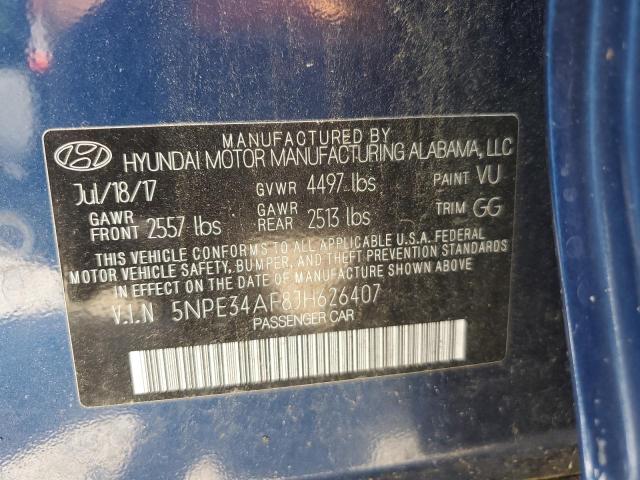 MANUFACTURED BY
HYUNDAI MOTOR MANUFACTURING ALABAMA, LLC
Jul/18/17 GVWR 4497 lbs PAINT VU
GAWR FRONT 2557 lbs GAWR REAR 2513 lbs TRIM GG
THIS VEHICLE CONFORMS TO ALL APPLICABLE U.S.A. FEDERAL
MOTOR VEHICLE SAFETY, BUMPER, AND THEFT PREVENTION STANDARDS
IN EFFECT ON THE DATE OF MANUFACTURE SHOWN ABOVE.
V.I.N 5NPE34AF8JH626407
PASSENGER CAR